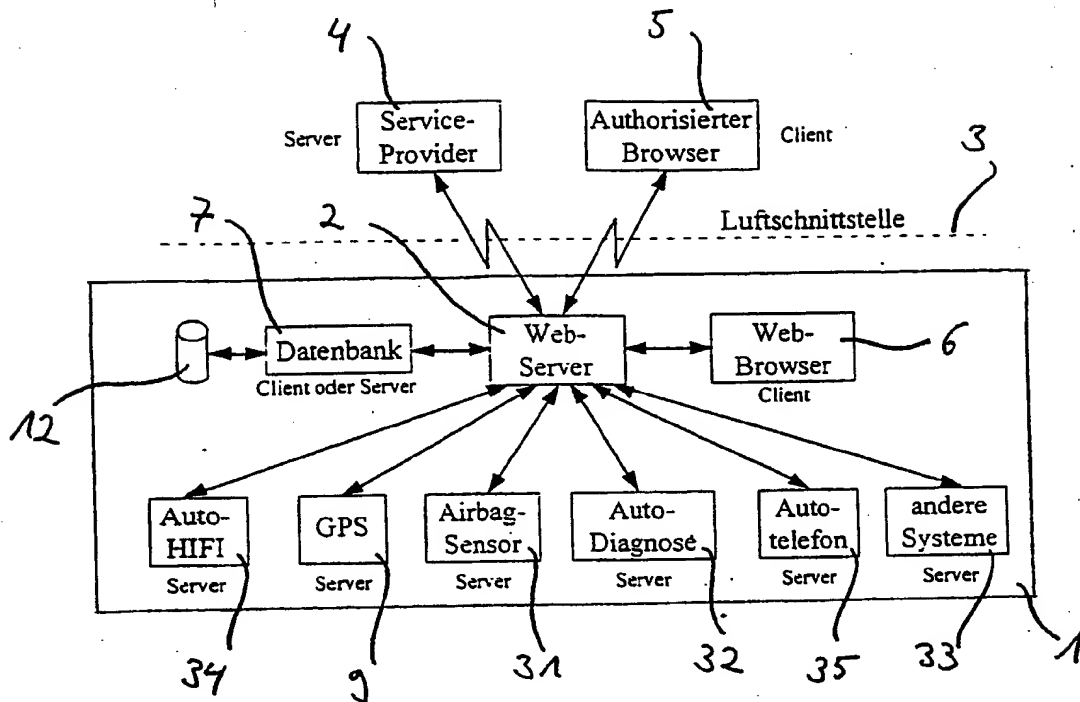 4
5
Server
Service-
Provider
Authorisierter
Browser
Client
3
7
2
Luftschnittstelle
Datenbank
Client oder Server
Web-
Server
Web-
Browser
Client
6
12
Auto-
HIFI
Server
GPS
Server
Airbag-
Sensor
Server
Auto-
Diagnose
Server
Auto-
telefon
Server
andere
Systeme
Server
34
9
31
32
35
33
1